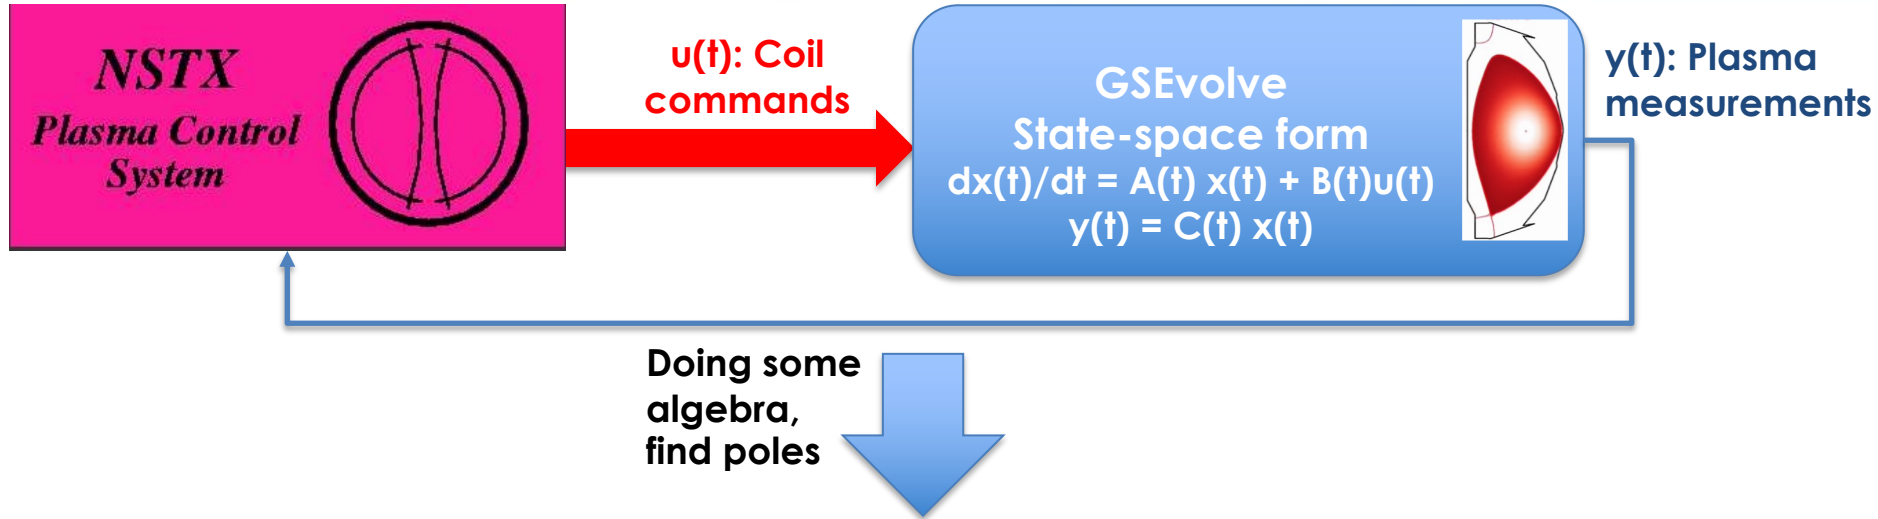 NSTX
Plasma Control
System
u(t): Coil
commands
GSEvolve
State-space form
dx(t)/dt = A(t) x(t) + B(t)u(t)
y(t) = C(t) x(t)
y(t): Plasma
measurements
Doing some
algebra,
find poles